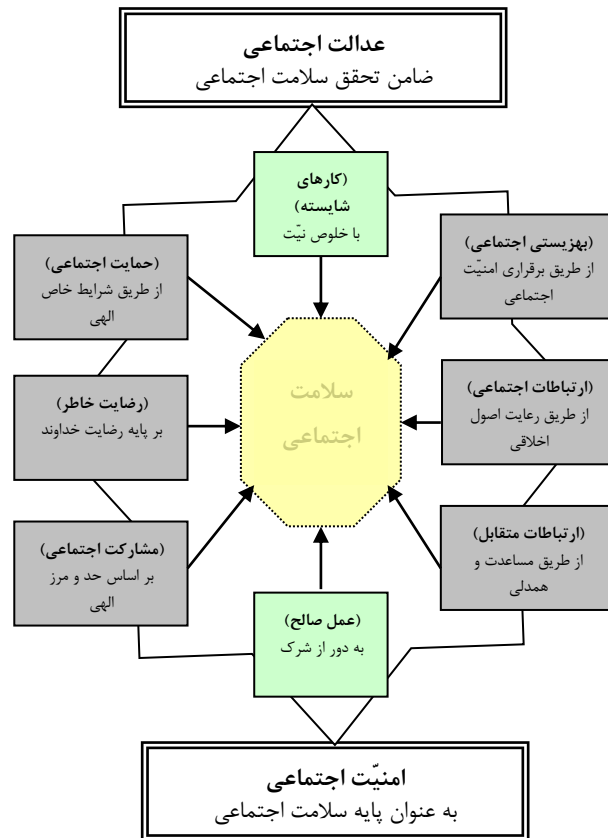 عدالت اجتماعی
ضامن تحقق سلامت اجتماعی
(کارهای
شایسته)
با خلوص نیّت
(بهزیستی اجتماعی)
از طریق برقراری امنیّت
اجتماعی
(حمایت اجتماعی)
از طریق شرایط خاص
الهی
(ارتباطات اجتماعی)
از طریق رعایت اصول
اخلاقی
سلامت
اجتماعی
(رضایت خاطر)
بر پایه رضایت خداوند
(ارتباطات متقابل)
از طریق مساعدت و
همدلی
(مشارکت اجتماعی)
بر اساس حد و مرز
الهی
(عمل صالح)
به دور از شرک
امنیّت اجتماعی
به عنوان پایه سلامت اجتماعی